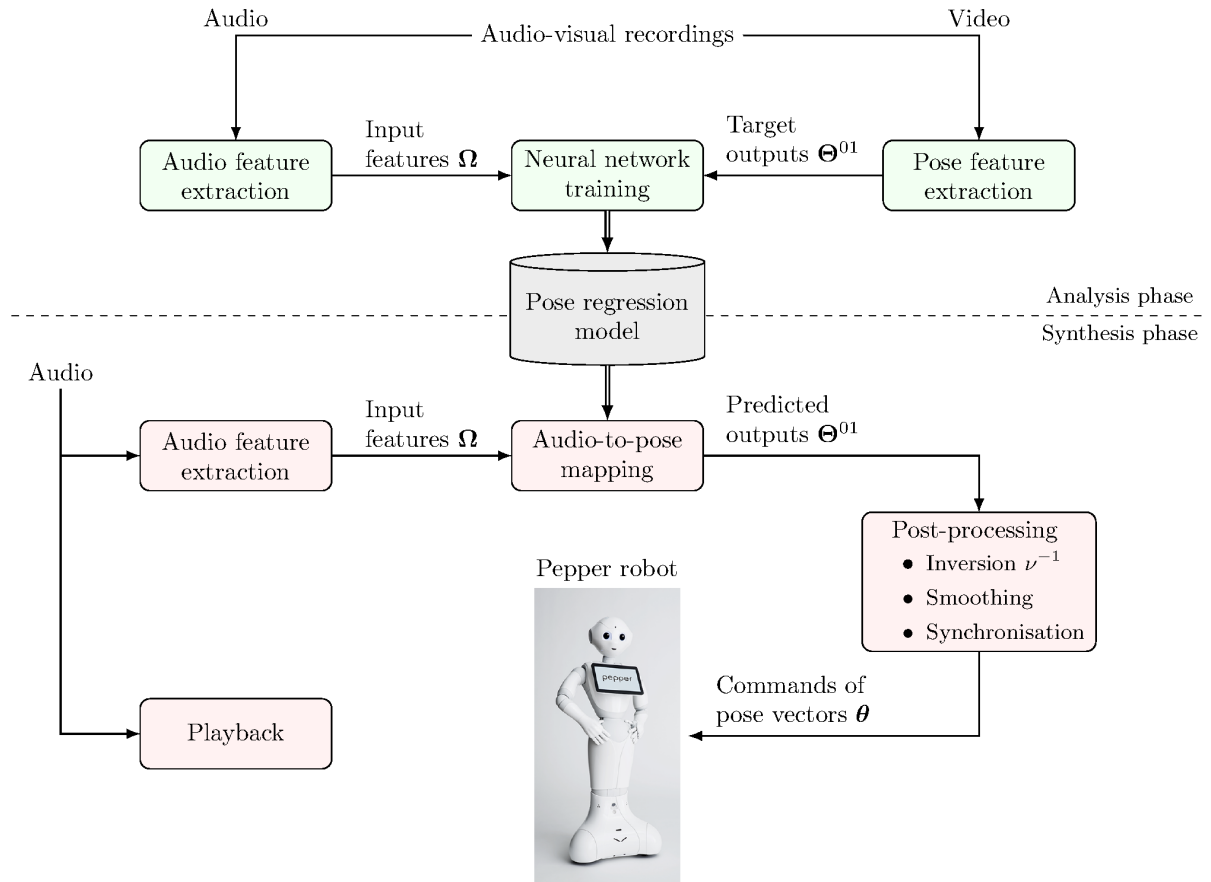 Audio
Video
Audio-visual recordings
Input
features Ω
Target
outputs Θ⁰¹
Audio feature
extraction
Neural network
training
Pose feature
extraction
Pose regression
model
Analysis phase
Synthesis phase
Audio
Input
features Ω
Predicted
outputs Θ⁰¹
Audio feature
extraction
Audio-to-pose
mapping
Post-processing
• Inversion ν⁻¹
• Smoothing
• Synchronisation
Pepper robot
pepper
Commands of
pose vectors θ
Playback